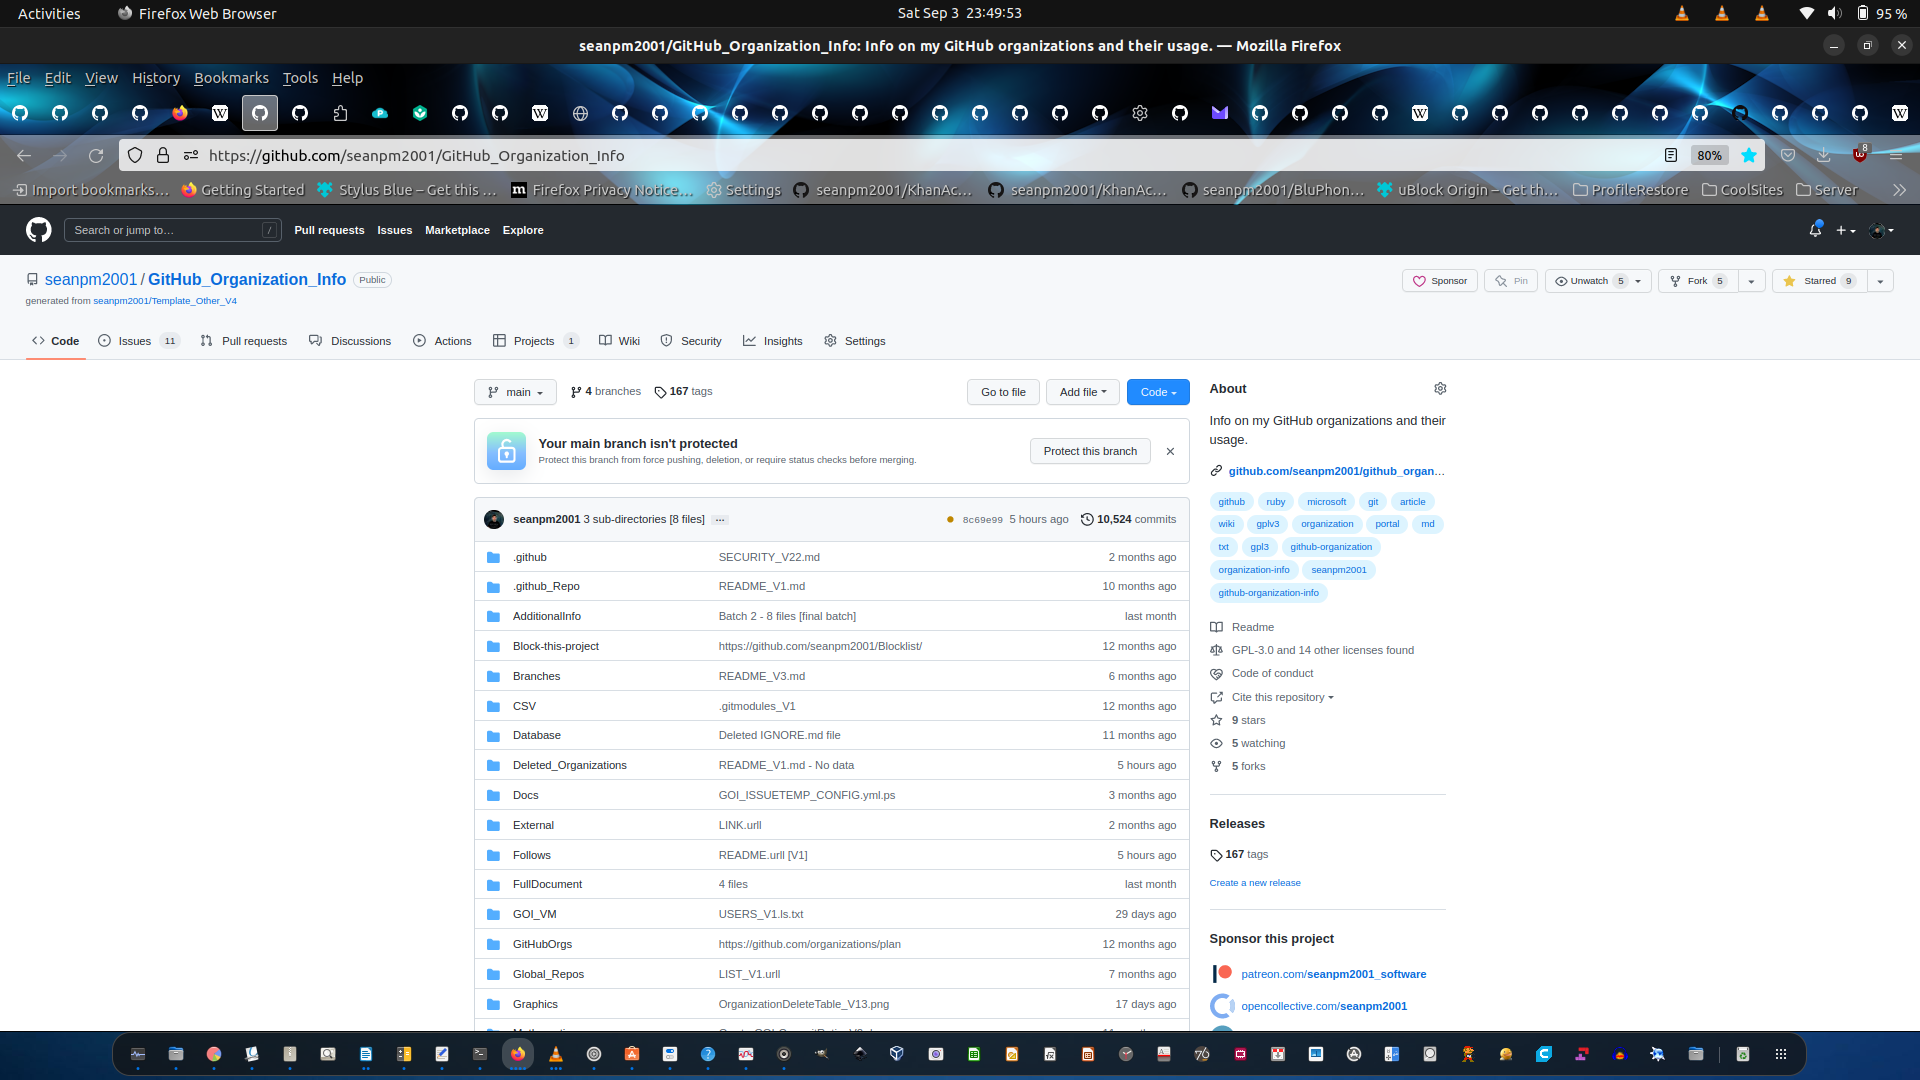 Activities Firefox Web Browser Sat Sep 3 23:49:53 95 %
seanpm2001/GitHub_Organization_Info: Info on my GitHub organizations and their usage. — Mozilla Firefox
File Edit View History Bookmarks Tools Help
https://github.com/seanpm2001/GitHub_Organization_Info 80% 8
Import bookmarks… Getting Started Stylus Blue – Get this … Firefox Privacy Notice… Settings seanpm2001/KhanAc… seanpm2001/KhanAc… seanpm2001/BluPhon… uBlock Origin – Get th… ProfileRestore CoolSites Server
Search or jump to… / Pull requests Issues Marketplace Explore
seanpm2001 / GitHub_Organization_Info Public Sponsor Pin Unwatch 5 Fork 5 Starred 9
generated from seanpm2001/Template_Other_V4
Code Issues 11 Pull requests Discussions Actions Projects 1 Wiki Security Insights Settings
main 4 branches 167 tags Go to file Add file Code
Your main branch isn't protected
Protect this branch from force pushing, deletion, or require status checks before merging.
Protect this branch
seanpm2001 3 sub-directories [8 files] … 8c69e99 5 hours ago 10,524 commits
.github SECURITY_V22.md 2 months ago
.github_Repo README_V1.md 10 months ago
AdditionalInfo Batch 2 - 8 files [final batch] last month
Block-this-project https://github.com/seanpm2001/Blocklist/ 12 months ago
Branches README_V3.md 6 months ago
CSV .gitmodules_V1 12 months ago
Database Deleted IGNORE.md file 11 months ago
Deleted_Organizations README_V1.md - No data 5 hours ago
Docs GOI_ISSUETEMP_CONFIG.yml.ps 3 months ago
External LINK.urll 2 months ago
Follows README.urll [V1] 5 hours ago
FullDocument 4 files last month
GOI_VM USERS_V1.ls.txt 29 days ago
GitHubOrgs https://github.com/organizations/plan 12 months ago
Global_Repos LIST_V1.urll 7 months ago
Graphics OrganizationDeleteTable_V13.png 17 days ago
About
Info on my GitHub organizations and their
usage.
github.com/seanpm2001/github_organ…
github ruby microsoft git article
wiki gplv3 organization portal md
txt gpl3 github-organization
organization-info seanpm2001
github-organization-info
Readme
GPL-3.0 and 14 other licenses found
Code of conduct
Cite this repository
9 stars
5 watching
5 forks
Releases
167 tags
Create a new release
Sponsor this project
patreon.com/seanpm2001_software
opencollective.com/seanpm2001